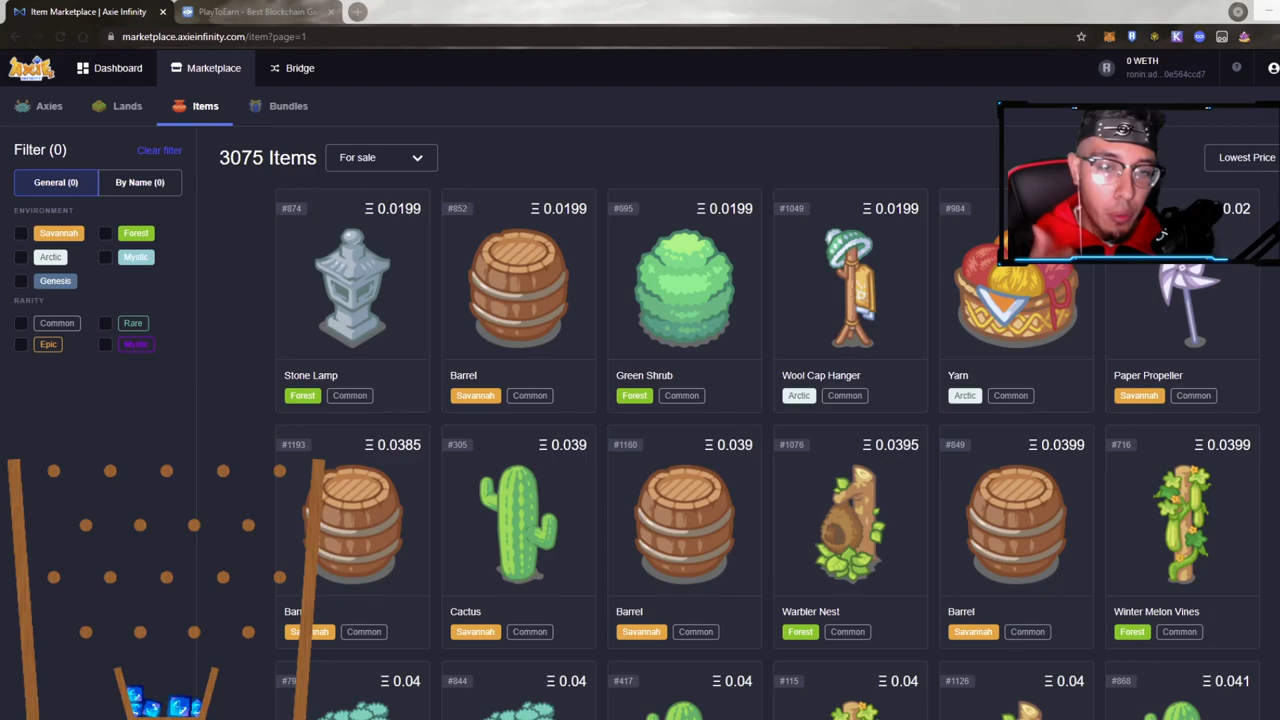 Item Marketplace | Axie Infinity
PlayToEarn - Best Blockchain Ga
marketplace.axieinfinity.com/item?page=1
Dashboard
Marketplace
Bridge
0 WETH
ronin:ad...0e564ccd7
Axies
Lands
Items
Bundles
Filter (0)
Clear filter
General (0)
By Name (0)
ENVIRONMENT
Savannah
Forest
Arctic
Mystic
Genesis
RARITY
Common
Rare
Epic
Mystic
3075 Items
For sale
Lowest Price
#874 Ξ 0.0199
Stone Lamp
Forest Common
#852 Ξ 0.0199
Barrel
Savannah Common
#695 Ξ 0.0199
Green Shrub
Forest Common
#1049 Ξ 0.0199
Wool Cap Hanger
Arctic Common
#984
Yarn
Arctic Common
0.02
Paper Propeller
Savannah Common
#1193 Ξ 0.0385
Common
#305 Ξ 0.039
Cactus
Savannah Common
#1160 Ξ 0.039
Barrel
Savannah Common
#1076 Ξ 0.0395
Warbler Nest
Forest Common
#849 Ξ 0.0399
Barrel
Savannah Common
#716 Ξ 0.0399
Winter Melon Vines
Forest Common
Ξ 0.04
#844 Ξ 0.04
#417 Ξ 0.04
#115 Ξ 0.04
#1126 Ξ 0.04
#868 Ξ 0.041